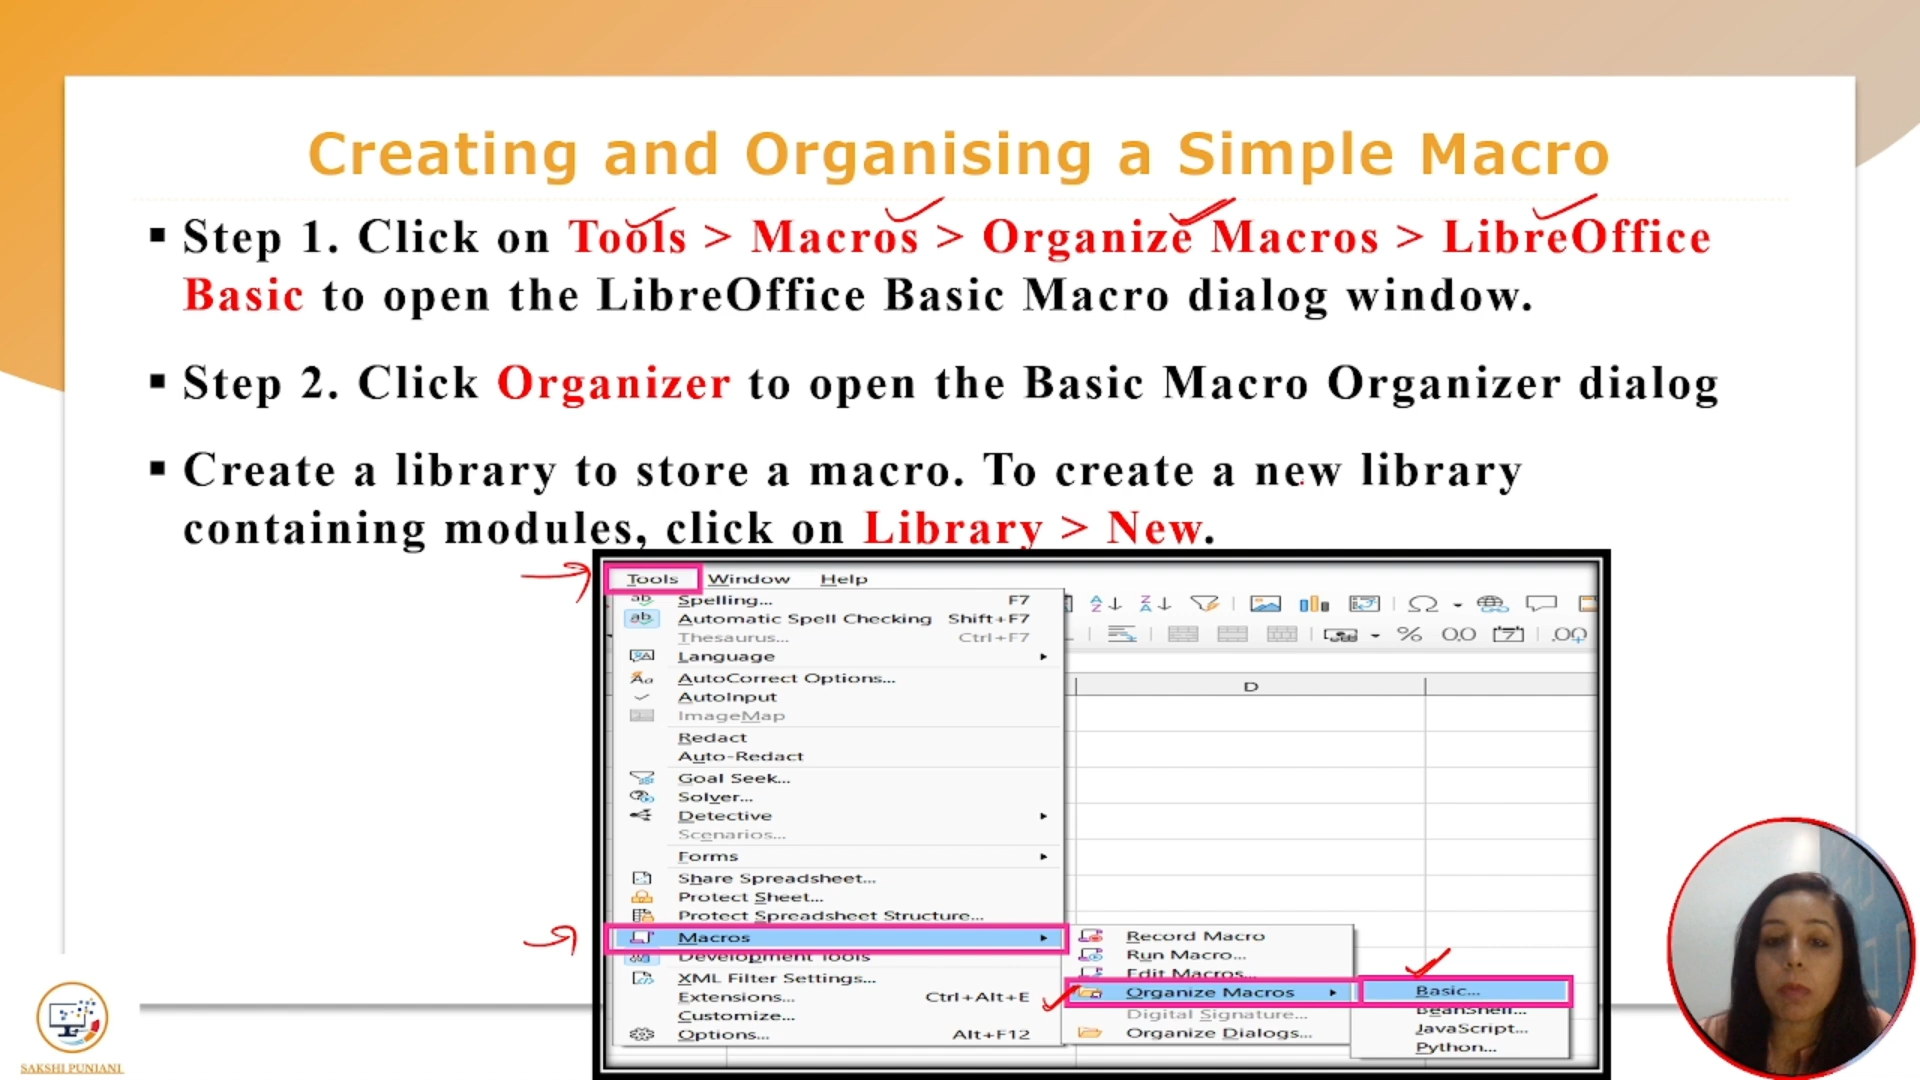 Creating and Organising a Simple Macro
▪ Step 1. Click on Tools > Macros > Organize Macros > LibreOffice
Basic to open the LibreOffice Basic Macro dialog window.
▪ Step 2. Click Organizer to open the Basic Macro Organizer dialog
▪ Create a library to store a macro. To create a new library
containing modules, click on Library > New.
Tools Window Help
Spelling... F7
Automatic Spell Checking Shift+F7
Thesaurus... Ctrl+F7
Language
AutoCorrect Options...
AutoInput
ImageMap
Redact
Auto-Redact
Goal Seek...
Solver...
Detective
Scenarios...
Forms
Share Spreadsheet...
Protect Sheet...
Protect Spreadsheet Structure...
Macros
Development Tools
XML Filter Settings...
Extensions... Ctrl+Alt+E
Customize...
Options... Alt+F12
D
Record Macro
Run Macro...
Edit Macros...
Organize Macros
Digital Signature...
Organize Dialogs...
Basic...
BeanShell...
JavaScript...
Python...
SAKSHI PUNIANI